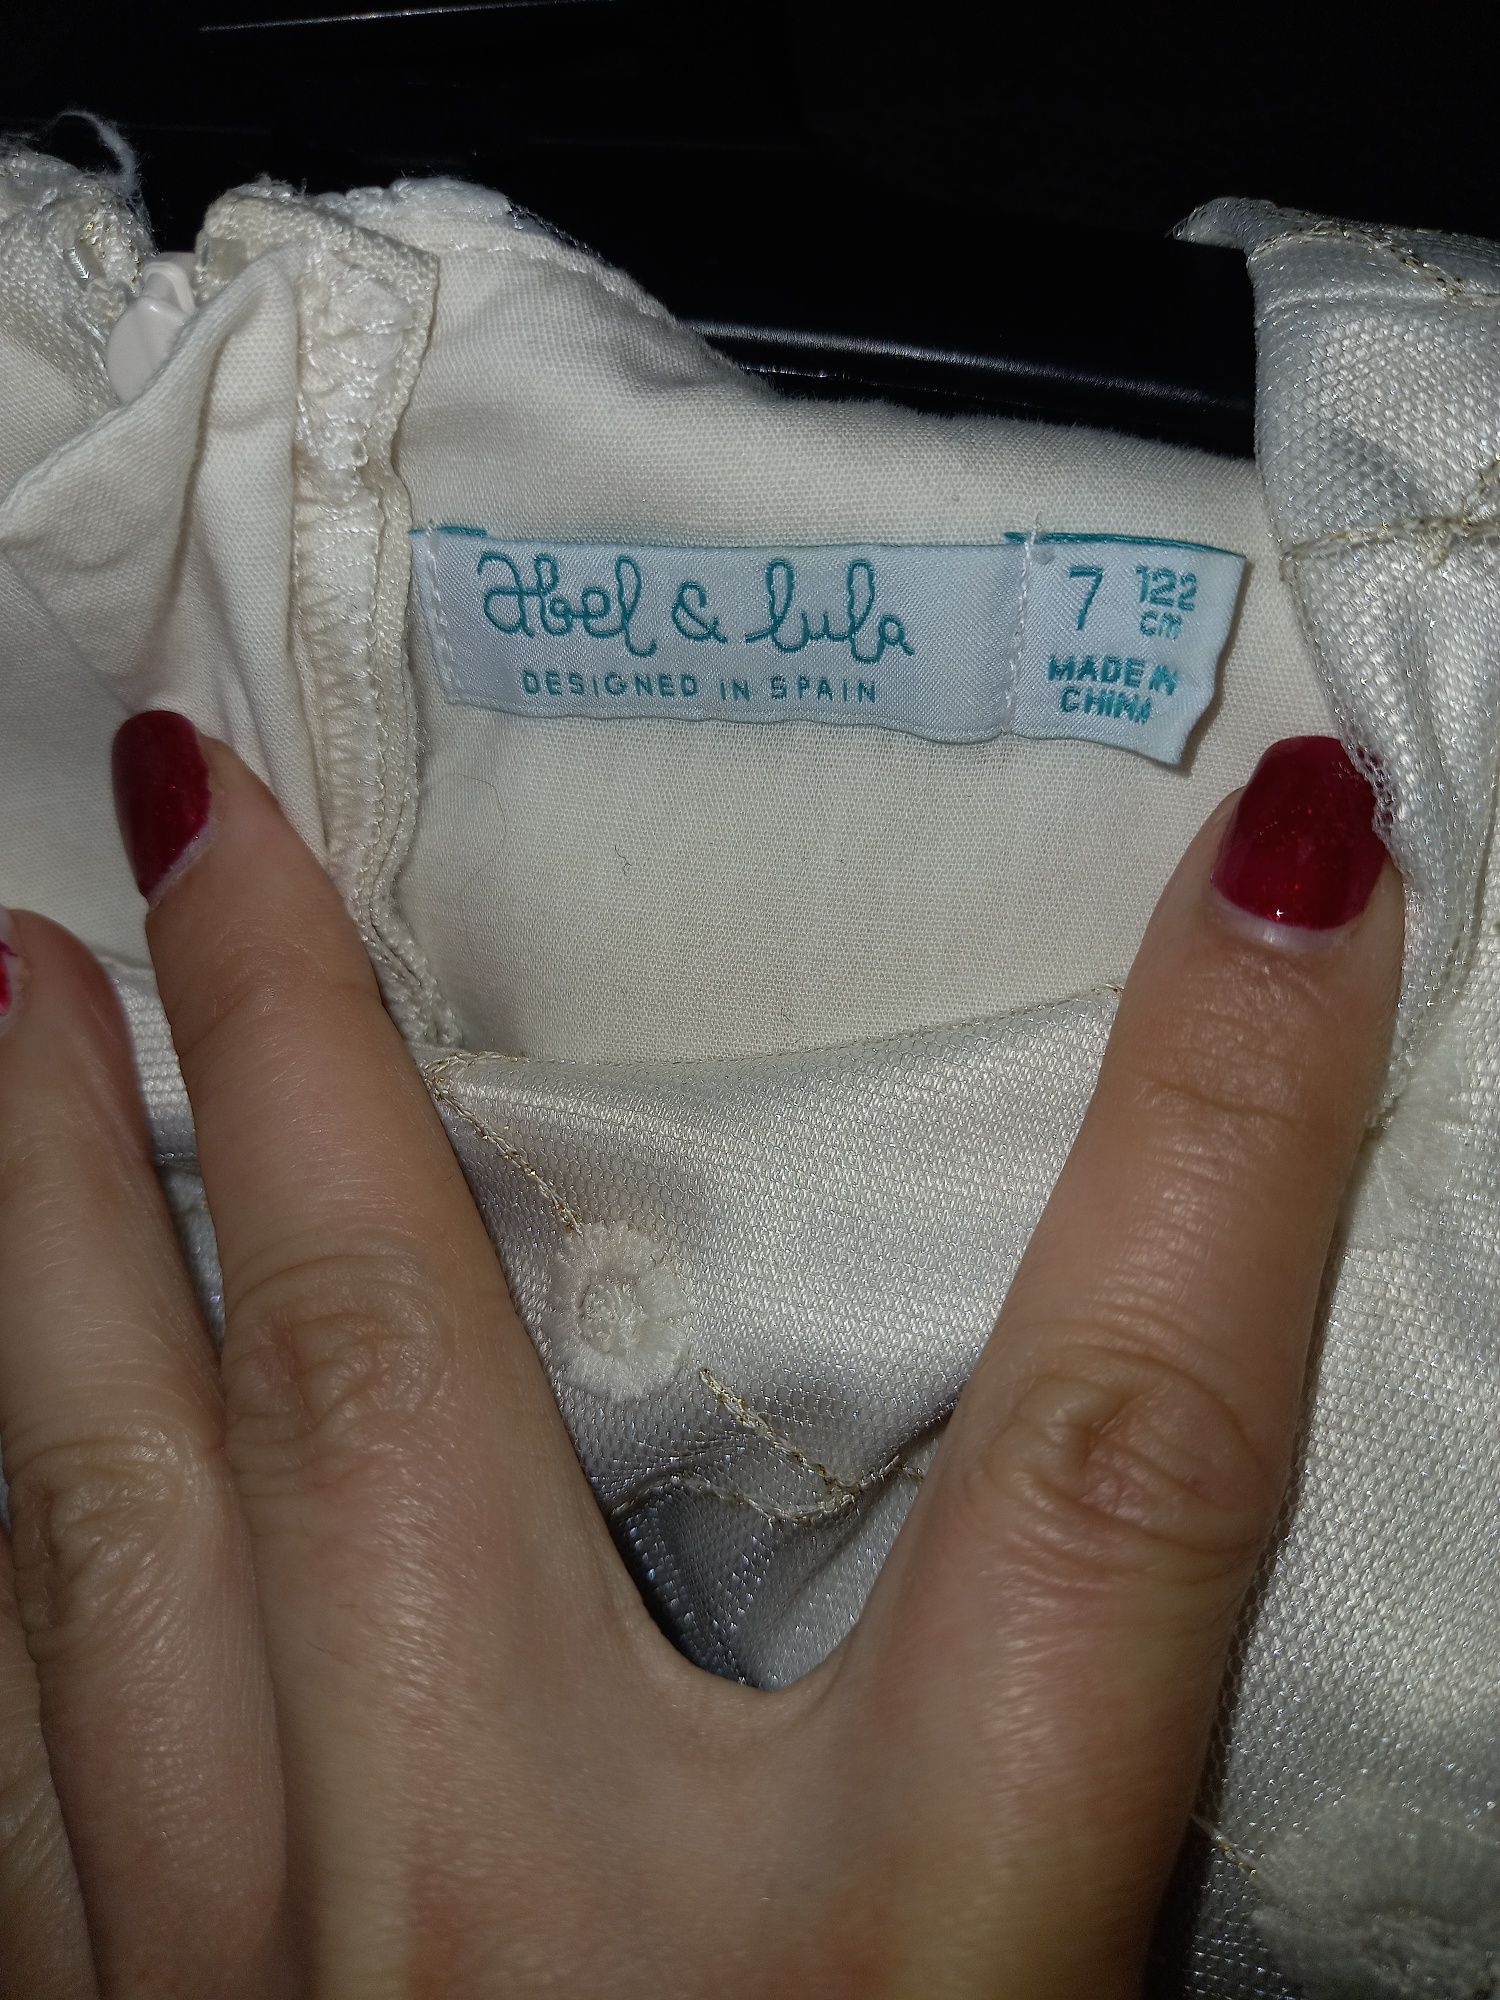 Abel & lula
DESIGNED IN SPAIN
7 122 cm
MADE IN
CHINA